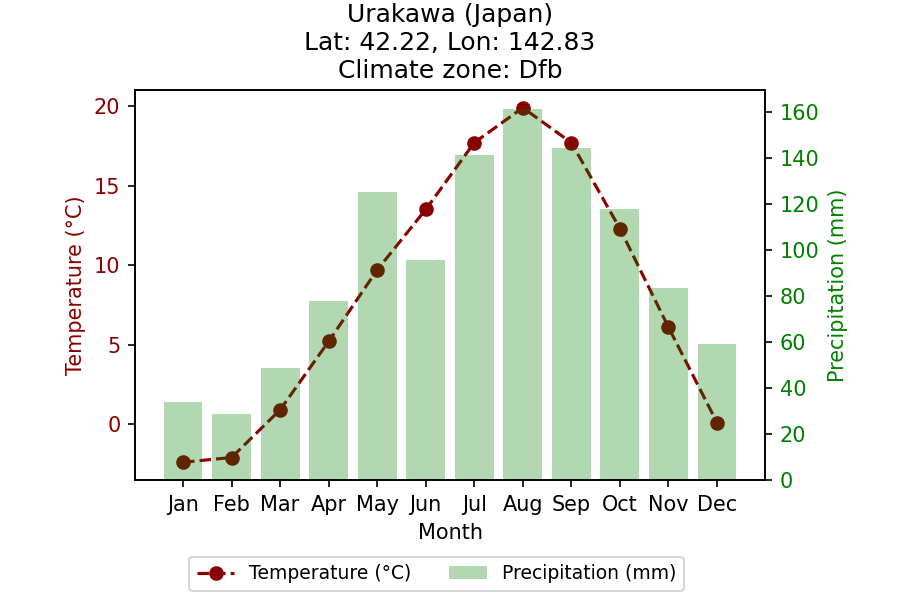 Urakawa (Japan)
Lat: 42.22, Lon: 142.83
Climate zone: Dfb
20
15
10
5
0
Temperature (°C)
160
140
120
100
80
60
40
20
0
Precipitation (mm)
Jan Feb Mar Apr May Jun Jul Aug Sep Oct Nov Dec
Month
Temperature (°C) Precipitation (mm)